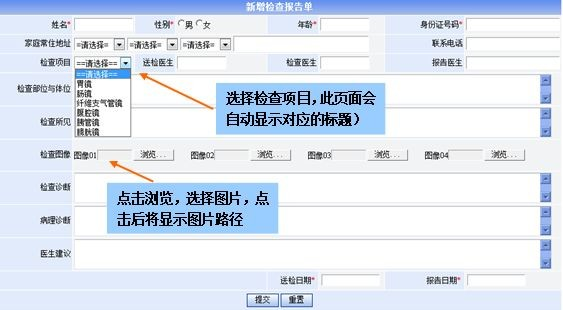 新增检查报告单
姓名* 性别* 男 女 年龄* 身份证号码*
家庭常住地址 =请选择= =请选择= =请选择= 联系电话
检查项目 ==请选择== 送检医生 检查医生 报告医生
==请选择==
胃镜
肠镜
纤维支气管镜
腹腔镜
胰管镜
膀胱镜
检查部位与体位
选择检查项目，此页面会
自动显示对应的标题）
检查所见
检查图像 图像01 浏览... 图像02 浏览... 图像03 浏览... 图像04 浏览...
检查诊断
点击浏览，选择图片，点
击后将显示图片路径
病理诊断
医生建议
送检日期* 报告日期*
提交 重置